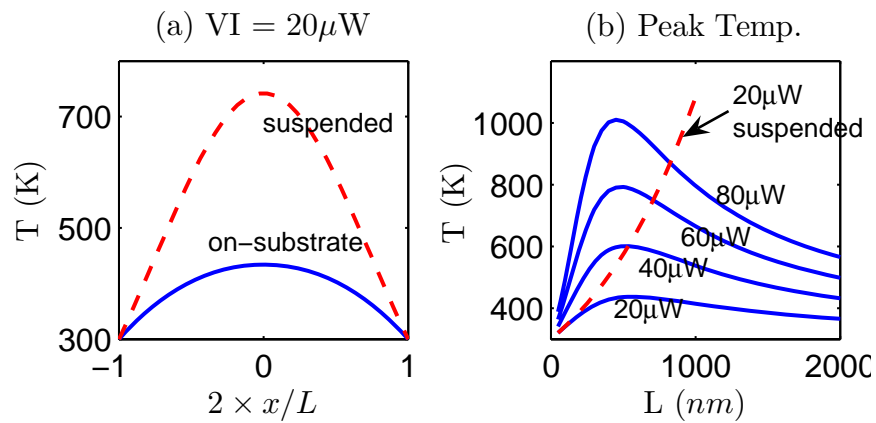 (a) VI = 20μW
T (K)
700
500
300
suspended
on−substrate
−1
0
1
2 × x/L
(b) Peak Temp.
T (K)
1000
800
600
400
20μW
suspended
80μW
60μW
40μW
20μW
0
1000
2000
L (nm)